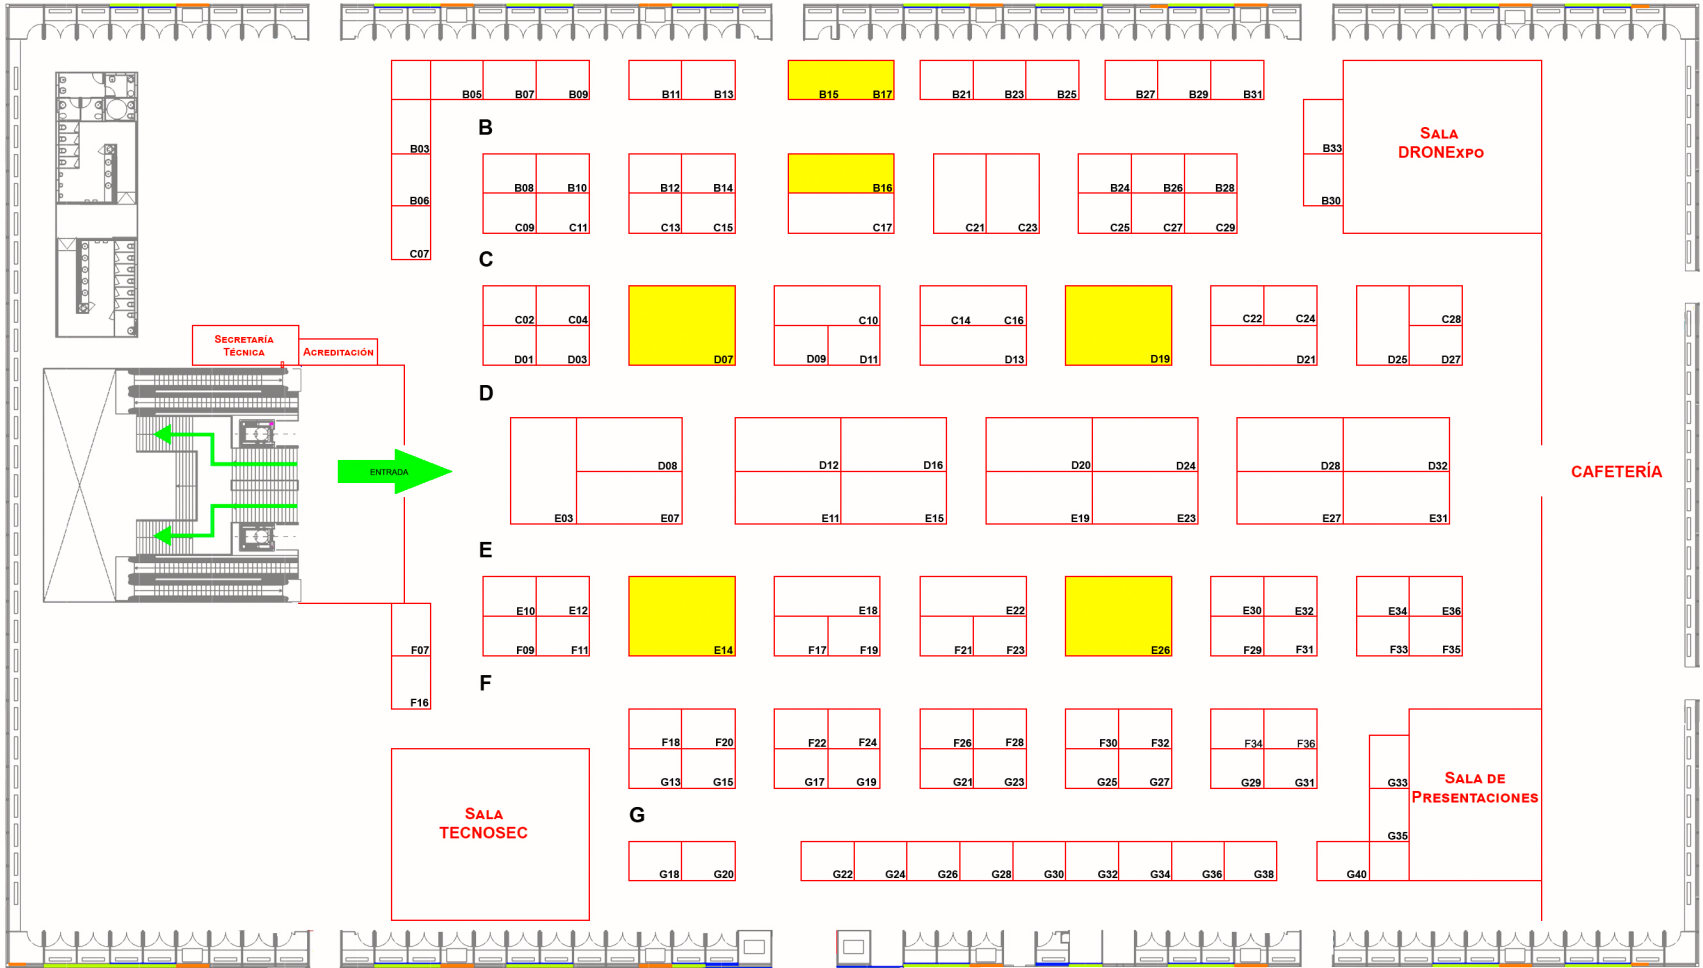 B05 B07 B09 B11 B13 B15 B17 B21 B23 B25 B27 B29 B31
B
SALA
DRONEXPO
B03 B33
B08 B10 B12 B14 B16 B24 B26 B28
B06 B30
C09 C11 C13 C15 C17 C21 C23 C25 C27 C29
C07
C
C02 C04 C10 C14 C16 C22 C24 C28
SECRETARÍA
TÉCNICA
ACREDITACIÓN
D01 D03 D07 D09 D11 D13 D19 D21 D25 D27
D
D08 D12 D16 D20 D24 D28 D32
ENTRADA
CAFETERÍA
E03 E07 E11 E15 E19 E23 E27 E31
E
E10 E12 E18 E22 E30 E32 E34 E36
F07 F09 F11 E14 F17 F19 F21 F23 E26 F29 F31 F33 F35
F
F16
F18 F20 F22 F24 F26 F28 F30 F32 F34 F36
G13 G15 G17 G19 G21 G23 G25 G27 G29 G31 G33
SALA DE
PRESENTACIONES
SALA
TECNOSEC
G
G35
G18 G20 G22 G24 G26 G28 G30 G32 G34 G36 G38 G40